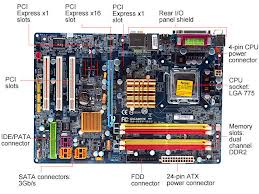 PCI
Express x1
slots
PCI
Express x16
slot
PCI
Express x1
slot
Rear I/O
panel shield
4-pin CPU
power
connector
CPU
socket:
LGA 775
Memory
slots:
dual
channel
DDR2
24-pin ATX
power connector
FDD
connector
SATA connectors:
3Gb/s
IDE/PATA
connector
PCI
slots